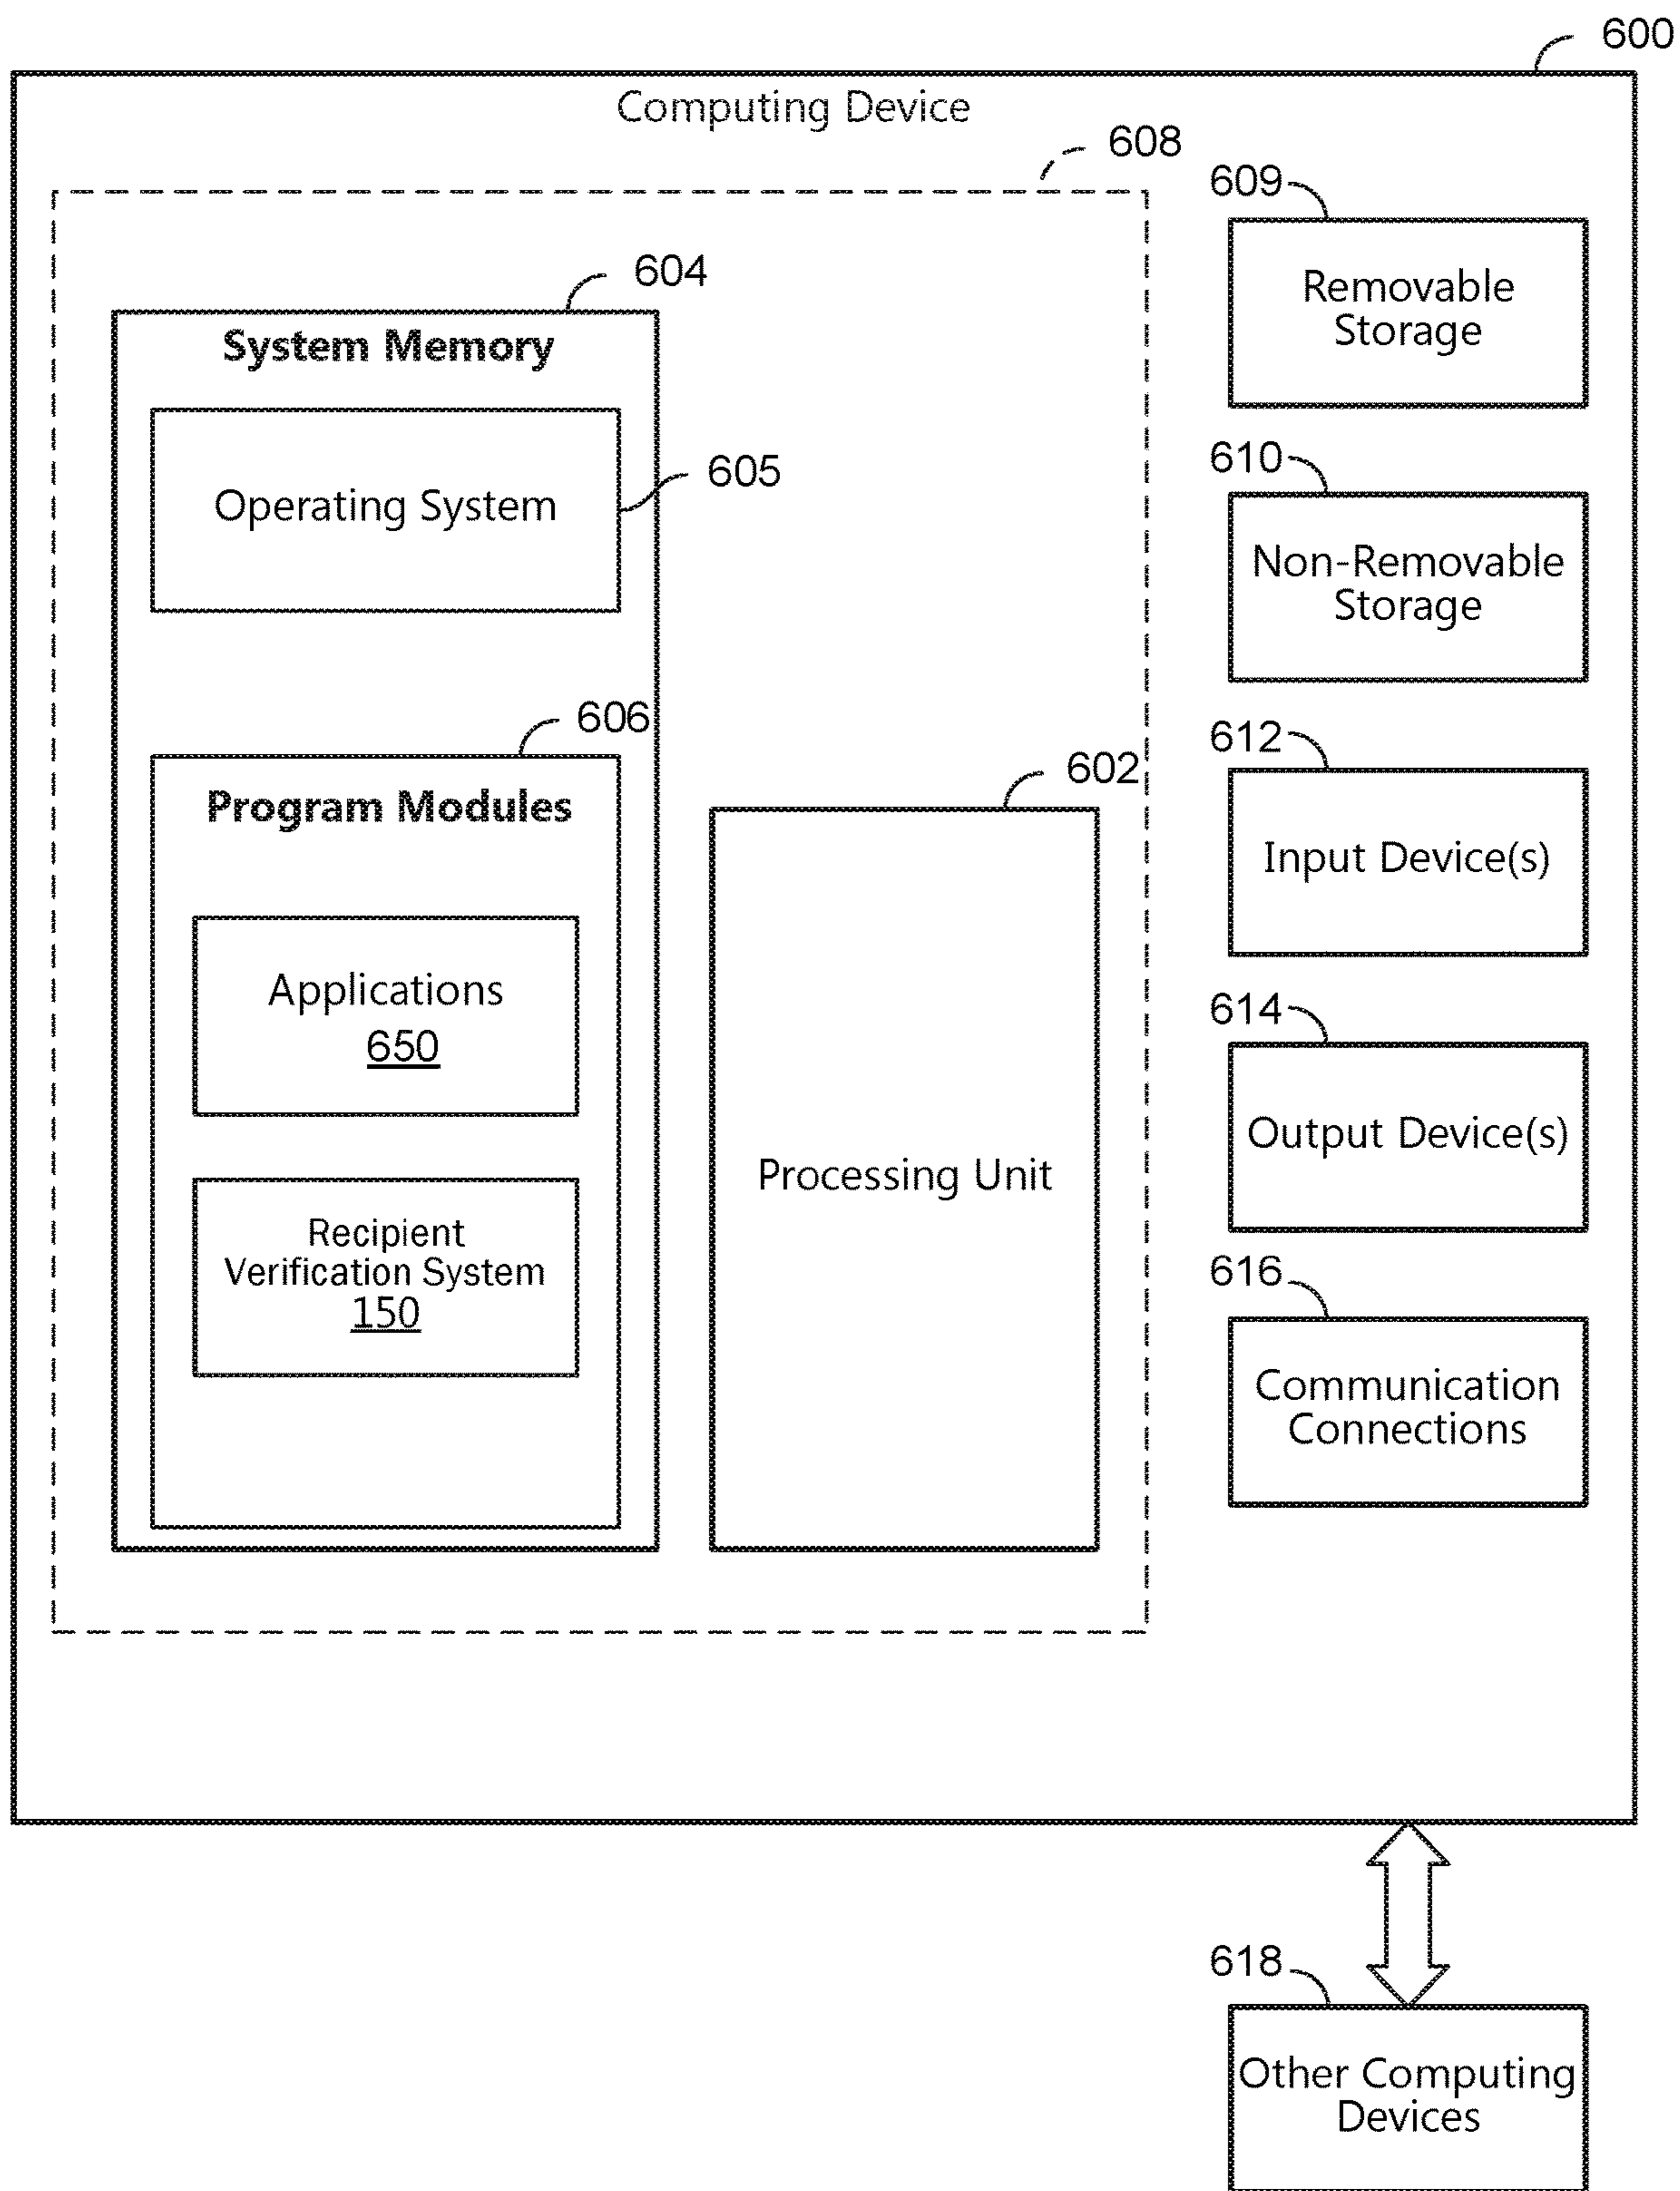 600
Computing Device
608
609
Removable
Storage
604
System Memory
Operating System
605
610
Non-Removable
Storage
606
Program Modules
602
612
Input Device(s)
Applications
650
614
Output Device(s)
Processing Unit
Recipient
Verification System
150
616
Communication
Connections
618
Other Computing
Devices